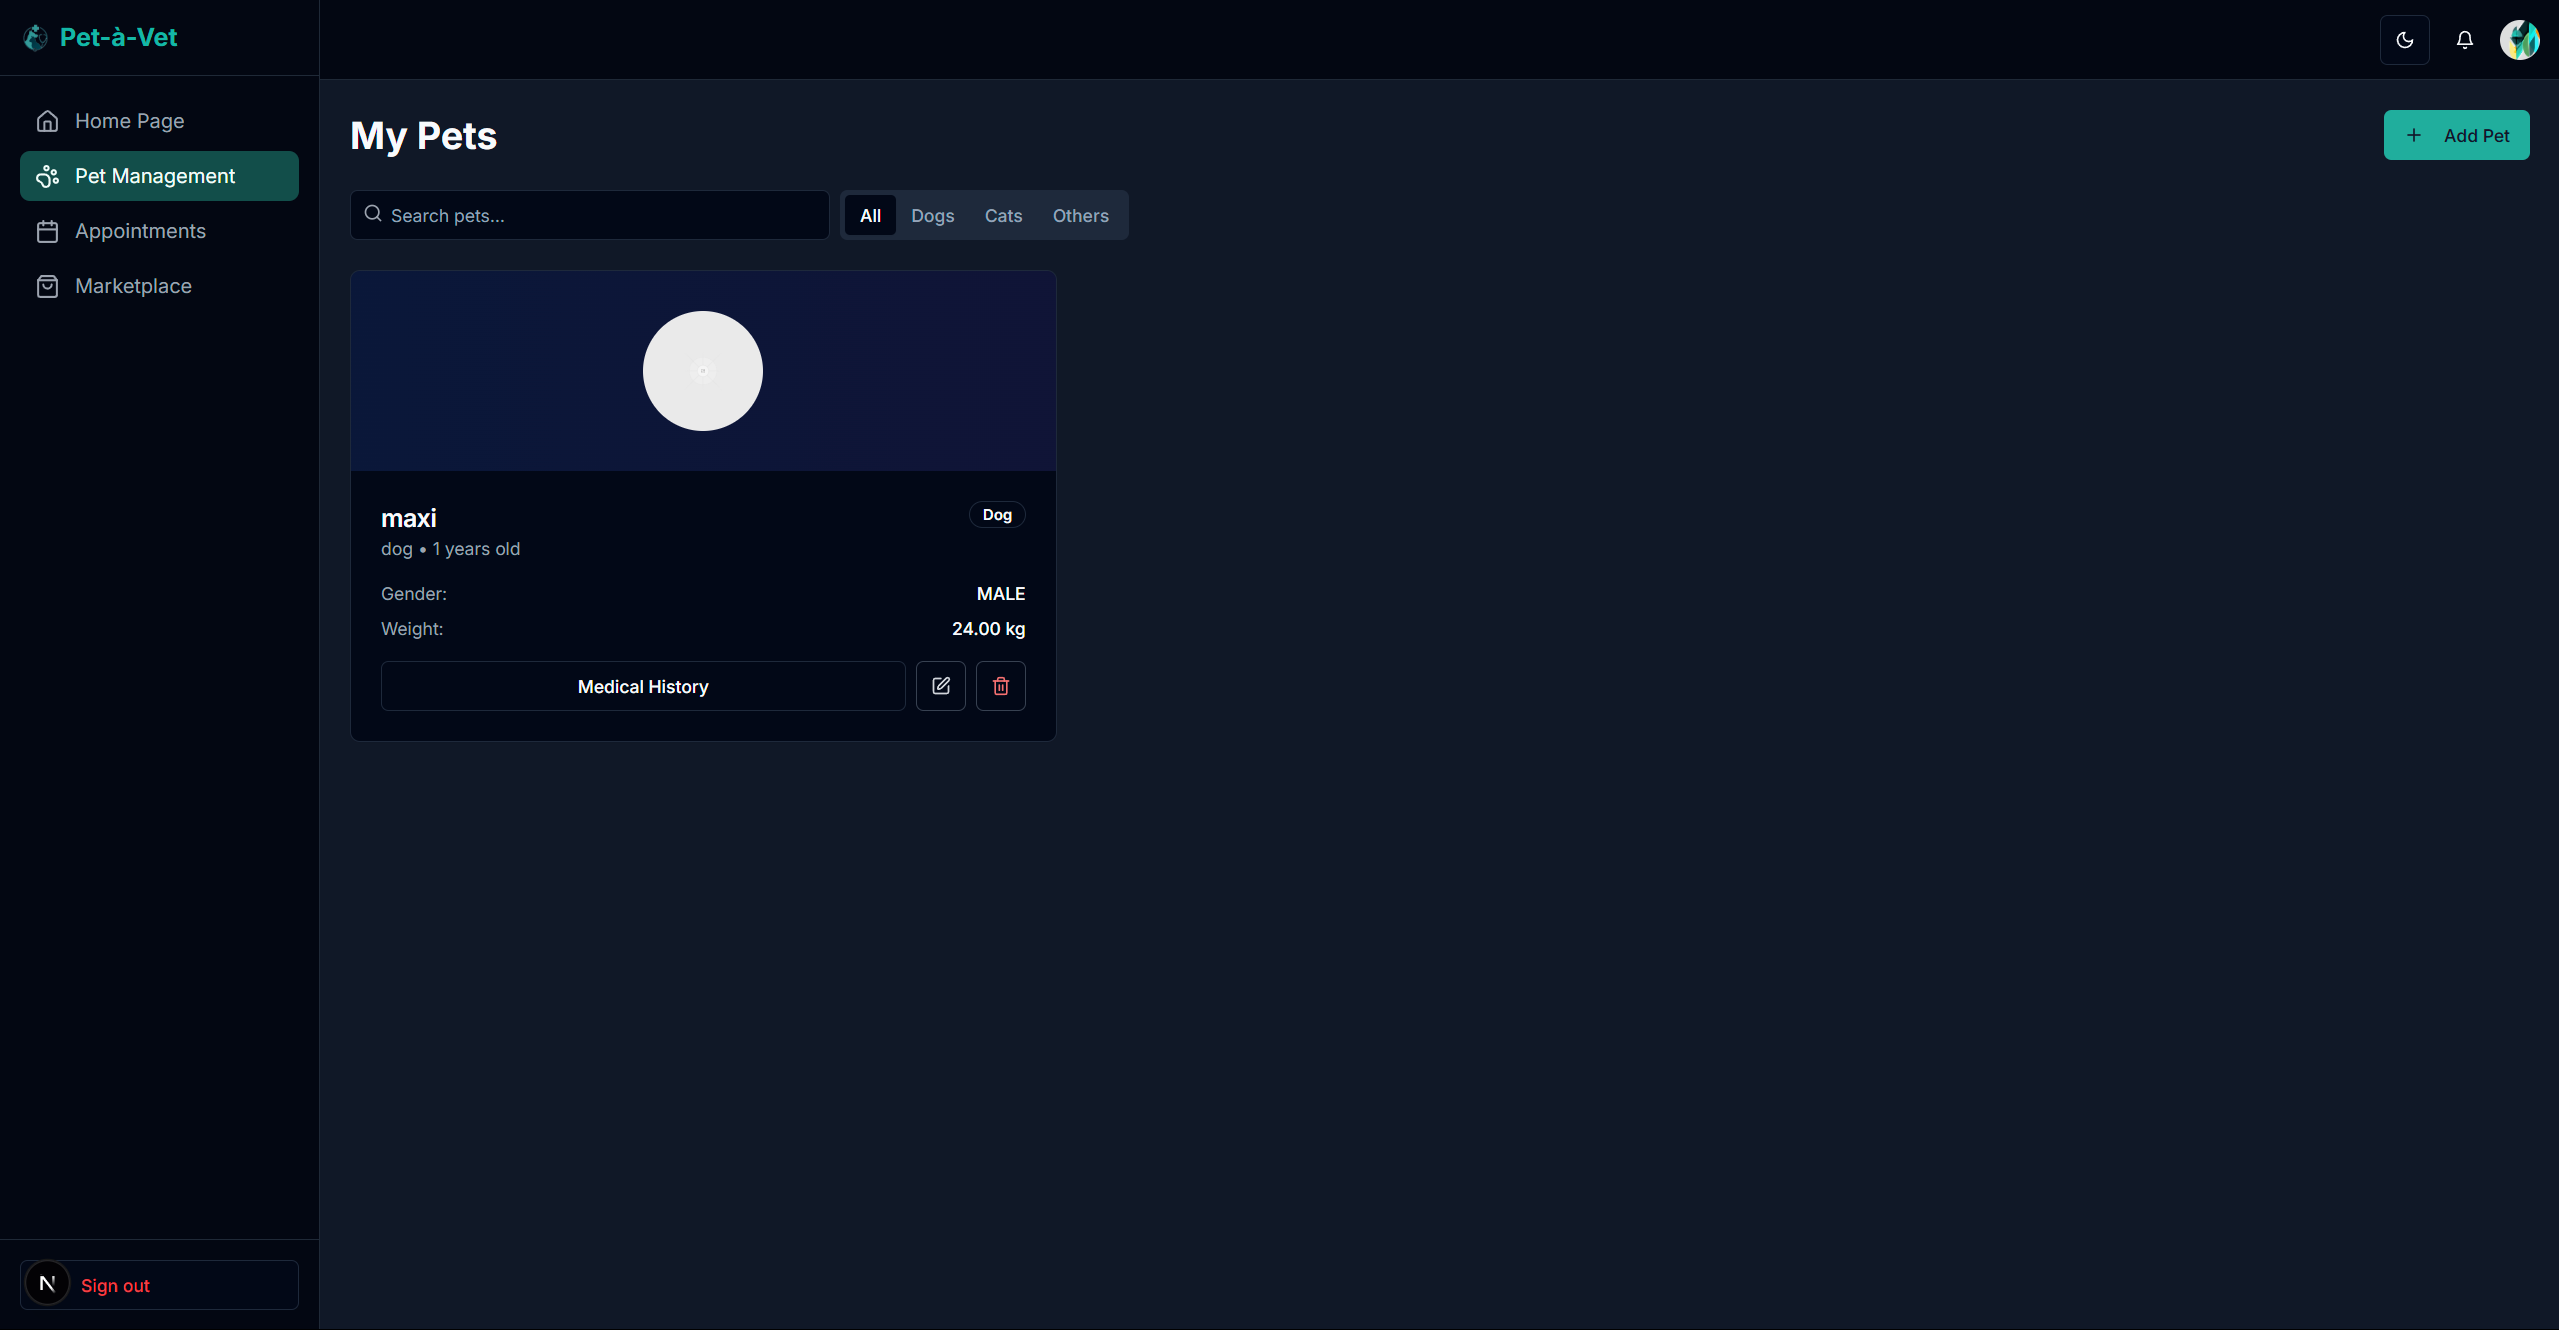 Pet-à-Vet
Home Page
Pet Management
Appointments
Marketplace
My Pets
Add Pet
Search pets...
All
Dogs
Cats
Others
maxi
Dog
dog • 1 years old
Gender:
MALE
Weight:
24.00 kg
Medical History
N
Sign out